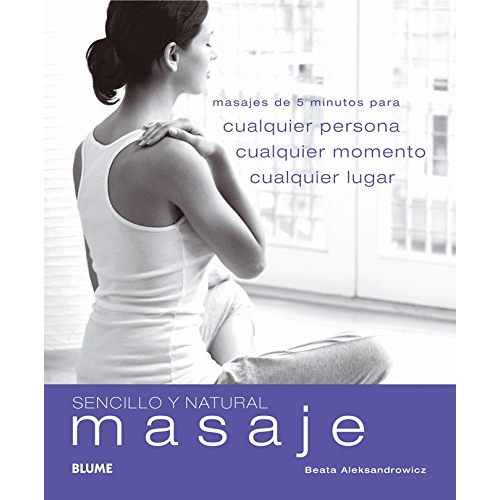 masajes de 5 minutos para
cualquier persona
cualquier momento
cualquier lugar
SENCILLO Y NATURAL
masaje
BLUME
Beata Aleksandrowicz